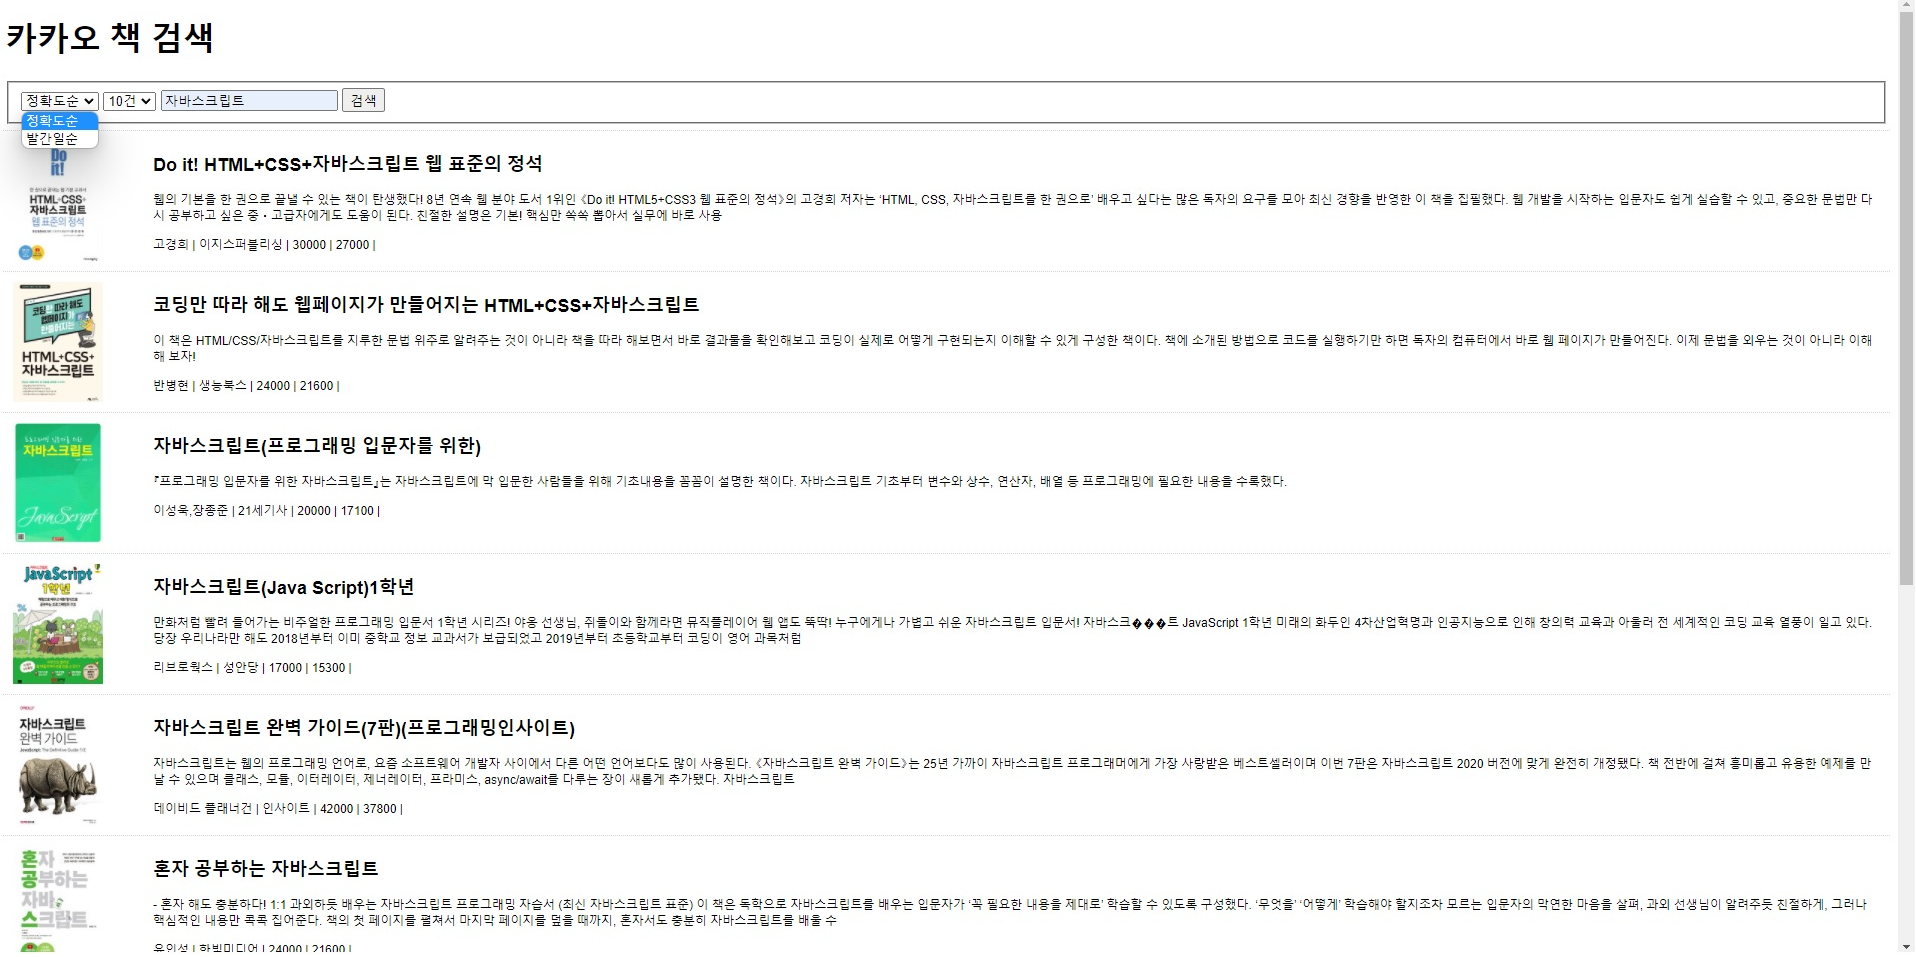 카카오 책 검색
정확도순 10건 자바스크립트 검색
정확도순
발간일순
Do it!
HTML+CSS+
자바스크립트
웹 표준의 정석
Do it! HTML+CSS+자바스크립트 웹 표준의 정석
웹의 기본을 한 권으로 끝낼 수 있는 책이 탄생했다! 8년 연속 웹 분야 도서 1위인 《Do it! HTML5+CSS3 웹 표준의 정석》의 고경희 저자는 ‘HTML, CSS, 자바스크립트를 한 권으로’ 배우고 싶다는 많은 독자의 요구를 모아 최신 경향을 반영한 이 책을 집필했다. 웹 개발을 시작하는 입문자도 쉽게 실습할 수 있고, 중요한 문법만 다
시 공부하고 싶은 중・고급자에게도 도움이 된다. 친절한 설명은 기본! 핵심만 쏙쏙 뽑아서 실무에 바로 사용
고경희 | 이지스퍼블리싱 | 30000 | 27000 |
코딩만 따라 해도
웹페이지가
만들어지는
HTML+CSS+
자바스크립트
코딩만 따라 해도 웹페이지가 만들어지는 HTML+CSS+자바스크립트
이 책은 HTML/CSS/자바스크립트를 지루한 문법 위주로 알려주는 것이 아니라 책을 따라 해보면서 바로 결과물을 확인해보고 코딩이 실제로 어떻게 구현되는지 이해할 수 있게 구성한 책이다. 책에 소개된 방법으로 코드를 실행하기만 하면 독자의 컴퓨터에서 바로 웹 페이지가 만들어진다. 이제 문법을 외우는 것이 아니라 이해
해 보자!
반병현 | 생능북스 | 24000 | 21600 |
자바스크립트
JavaScript
자바스크립트(프로그래밍 입문자를 위한)
『프로그래밍 입문자를 위한 자바스크립트』는 자바스크립트에 막 입문한 사람들을 위해 기초내용을 꼼꼼이 설명한 책이다. 자바스크립트 기초부터 변수와 상수, 연산자, 배열 등 프로그래밍에 필요한 내용을 수록했다.
이성욱,장종준 | 21세기사 | 20000 | 17100 |
JavaScript
1학년
자바스크립트(Java Script)1학년
만화처럼 빨려 들어가는 비주얼한 프로그래밍 입문서 1학년 시리즈! 야옹 선생님, 쥐돌이와 함께라면 뮤직플레이어 웹 앱도 뚝딱! 누구에게나 가볍고 쉬운 자바스크립트 입문서! 자바스크���트 JavaScript 1학년 미래의 화두인 4차산업혁명과 인공지능으로 인해 창의력 교육과 아울러 전 세계적인 코딩 교육 열풍이 일고 있다.
당장 우리나라만 해도 2018년부터 이미 중학교 정보 교과서가 보급되었고 2019년부터 초등학교부터 코딩이 영어 과목처럼
리브로웍스 | 성안당 | 17000 | 15300 |
자바스크립트
완벽 가이드
자바스크립트 완벽 가이드(7판)(프로그래밍인사이트)
자바스크립트는 웹의 프로그래밍 언어로, 요즘 소프트웨어 개발자 사이에서 다른 어떤 언어보다도 많이 사용된다. 《자바스크립트 완벽 가이드》는 25년 가까이 자바스크립트 프로그래머에게 가장 사랑받은 베스트셀러이며 이번 7판은 자바스크립트 2020 버전에 맞게 완전히 개정됐다. 책 전반에 걸쳐 흥미롭고 유용한 예제를 만
날 수 있으며 클래스, 모듈, 이터레이터, 제너레이터, 프라미스, async/await를 다루는 장이 새롭게 추가됐다. 자바스크립트
데이비드 플래너건 | 인사이트 | 42000 | 37800 |
혼자
공부하는
자바
스크립트
혼자 공부하는 자바스크립트
- 혼자 해도 충분하다! 1:1 과외하듯 배우는 자바스크립트 프로그래밍 자습서 (최신 자바스크립트 표준) 이 책은 독학으로 자바스크립트를 배우는 입문자가 ‘꼭 필요한 내용을 제대로’ 학습할 수 있도록 구성했다. ‘무엇을’ ‘어떻게’ 학습해야 할지조차 모르는 입문자의 막연한 마음을 살펴, 과외 선생님이 알려주듯 친절하게, 그러나
핵심적인 내용만 콕콕 집어준다. 책의 첫 페이지를 펼쳐서 마지막 페이지를 덮을 때까지, 혼자서도 충분히 자바스크립트를 배울 수
윤인성 | 한빛미디어 | 24000 | 21600 |